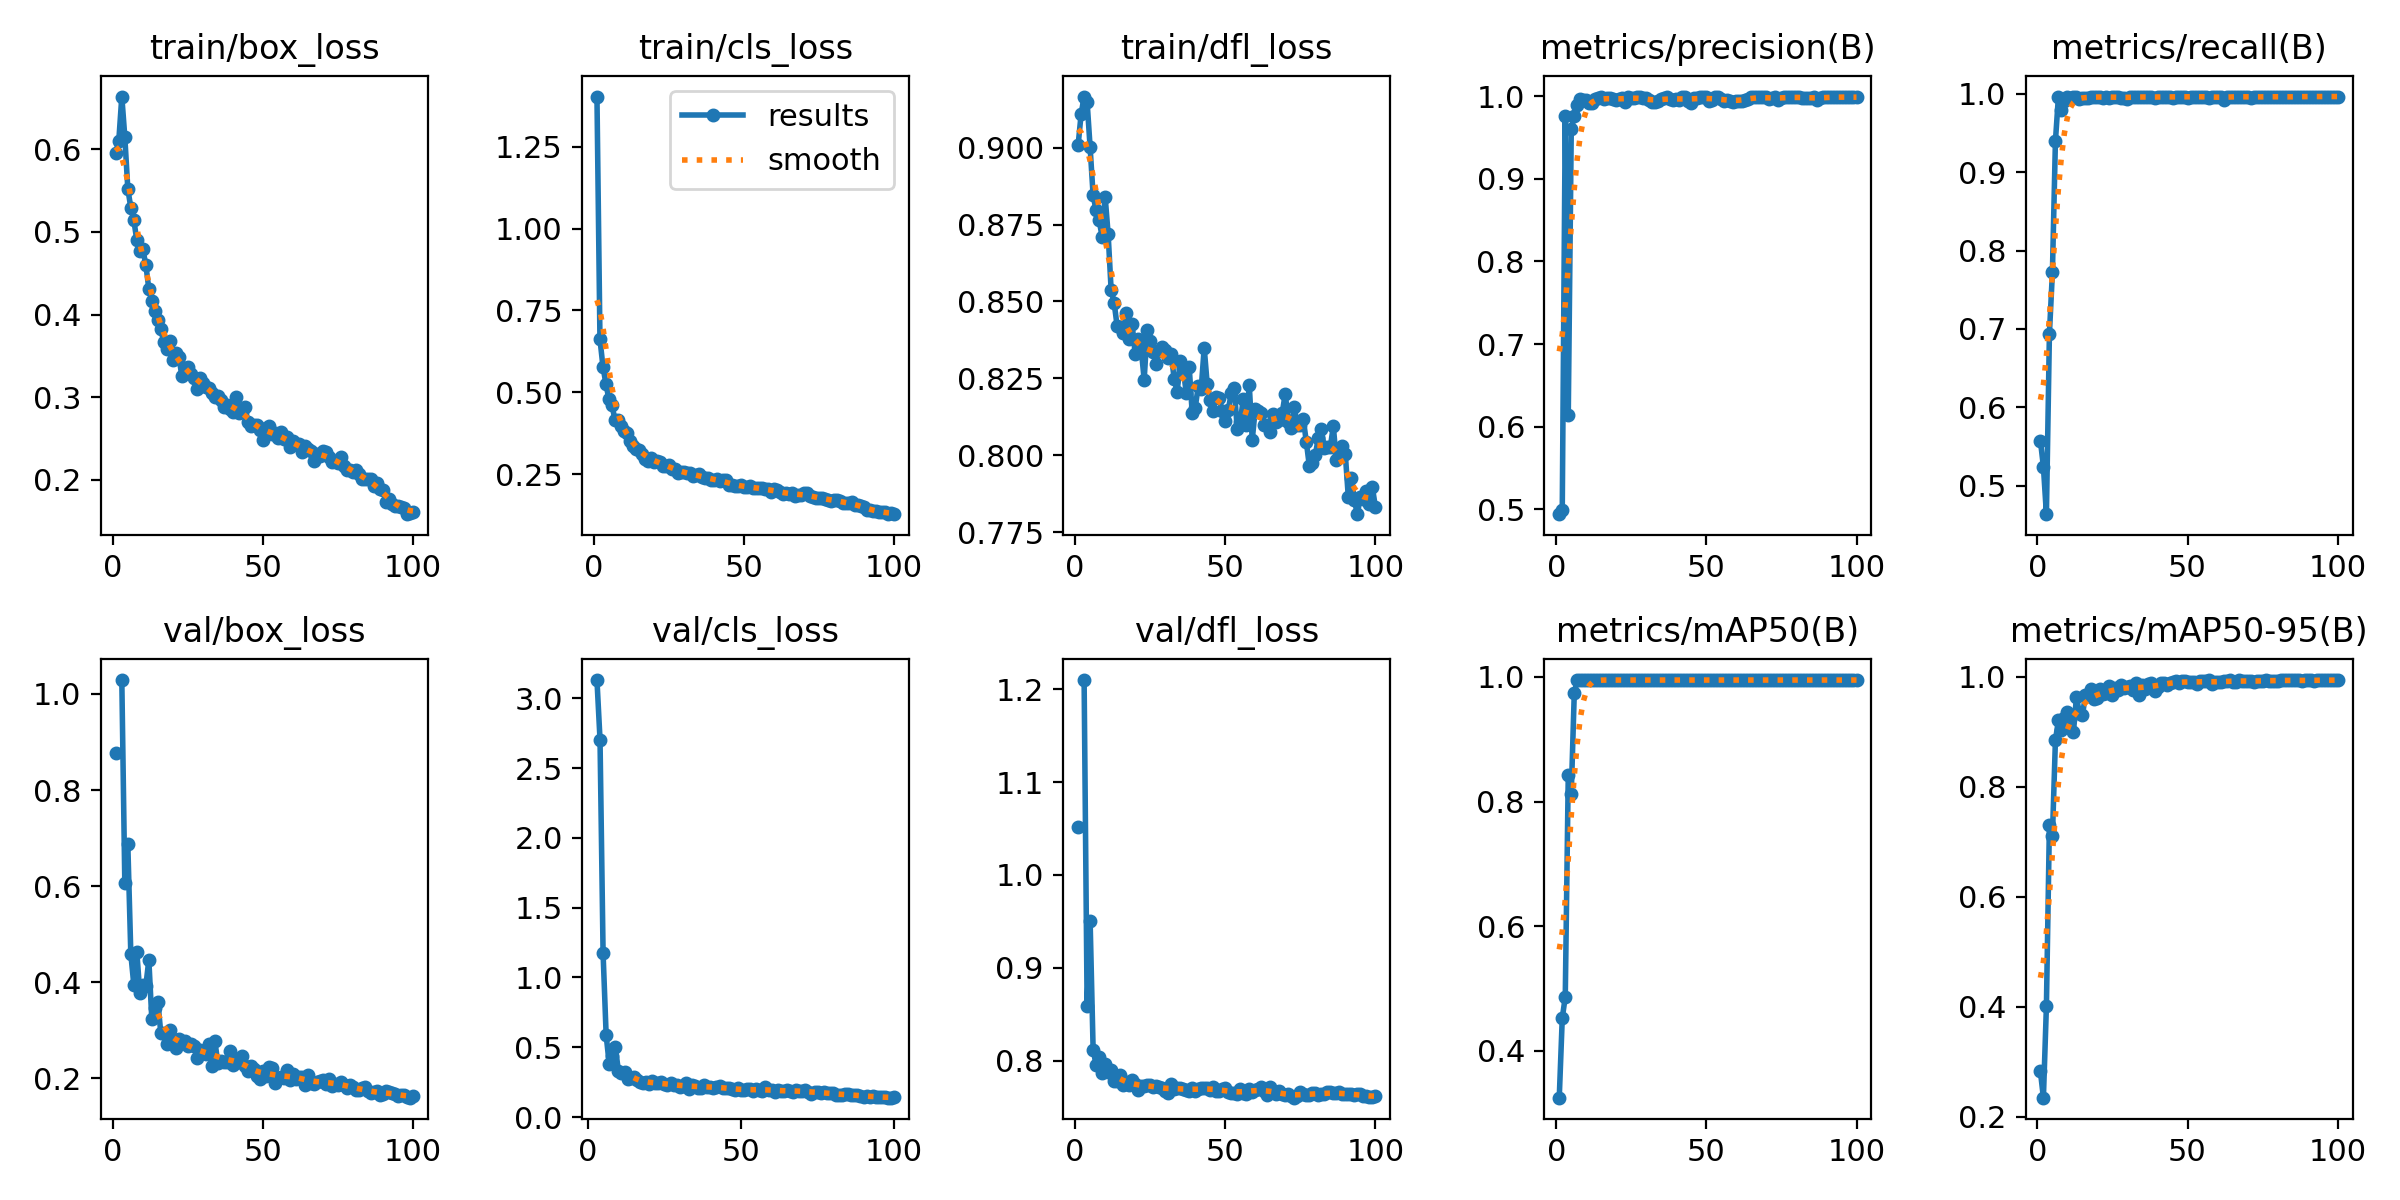 train/box_loss
0.6
0.5
0.4
0.3
0.2
0 50 100
train/cls_loss
results
smooth
1.25
1.00
0.75
0.50
0.25
0 50 100
train/dfl_loss
0.900
0.875
0.850
0.825
0.800
0.775
0 50 100
metrics/precision(B)
1.0
0.9
0.8
0.7
0.6
0.5
0 50 100
metrics/recall(B)
1.0
0.9
0.8
0.7
0.6
0.5
0 50 100
val/box_loss
1.0
0.8
0.6
0.4
0.2
0 50 100
val/cls_loss
3.0
2.5
2.0
1.5
1.0
0.5
0.0
0 50 100
val/dfl_loss
1.2
1.1
1.0
0.9
0.8
0 50 100
metrics/mAP50(B)
1.0
0.8
0.6
0.4
0 50 100
metrics/mAP50-95(B)
1.0
0.8
0.6
0.4
0.2
0 50 100